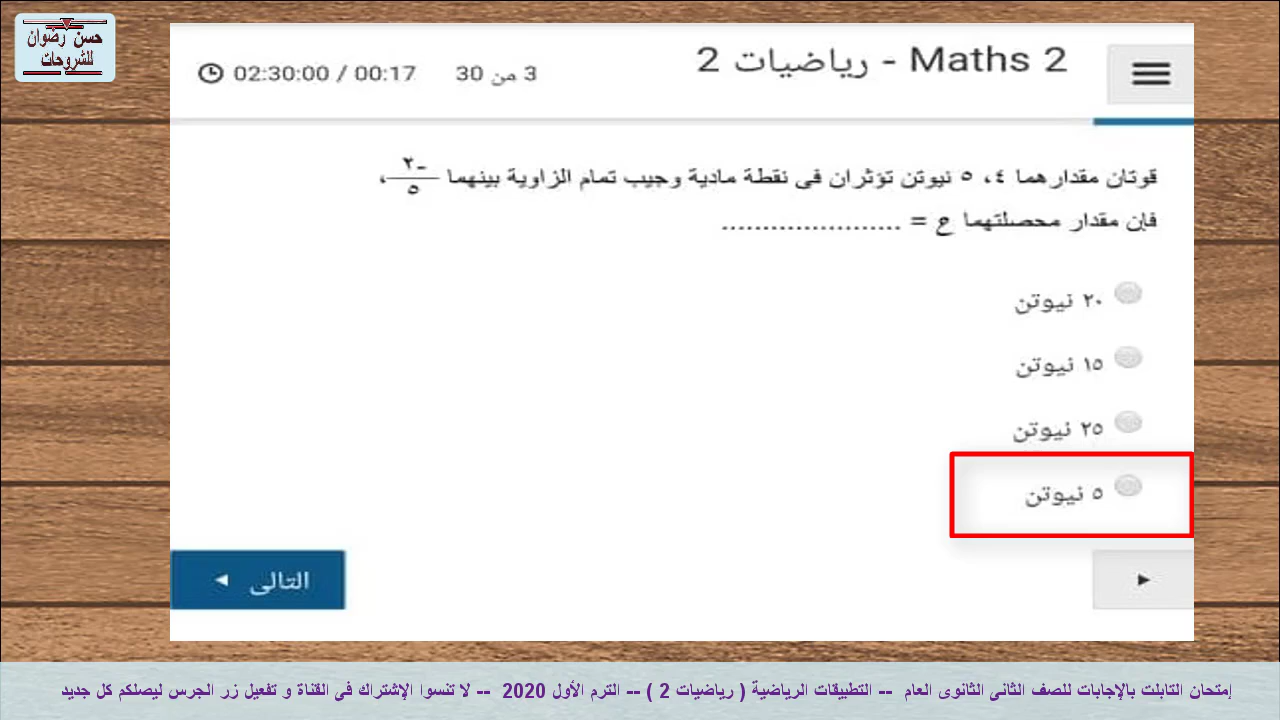 حسن رضوان
للشروحات
Maths 2 - رياضيات 2
3 من 30
02:30:00 / 00:17
قوتان مقدارهما ٤، ٥ نيوتن تؤثران فى نقطة مادية وجيب تمام الزاوية بينهما -٢/٥،
فإن مقدار محصلتهما ع = ......................
٢٠ نيوتن
١٥ نيوتن
٢٥ نيوتن
٥ نيوتن
التالى
إمتحان التابلت بالإجابات للصف الثانى الثانوى العام -- التطبيقات الرياضية ( رياضيات 2 ) -- الترم الأول 2020 -- لا تنسوا الإشتراك فى القناة و تفعيل زر الجرس ليصلكم كل جديد